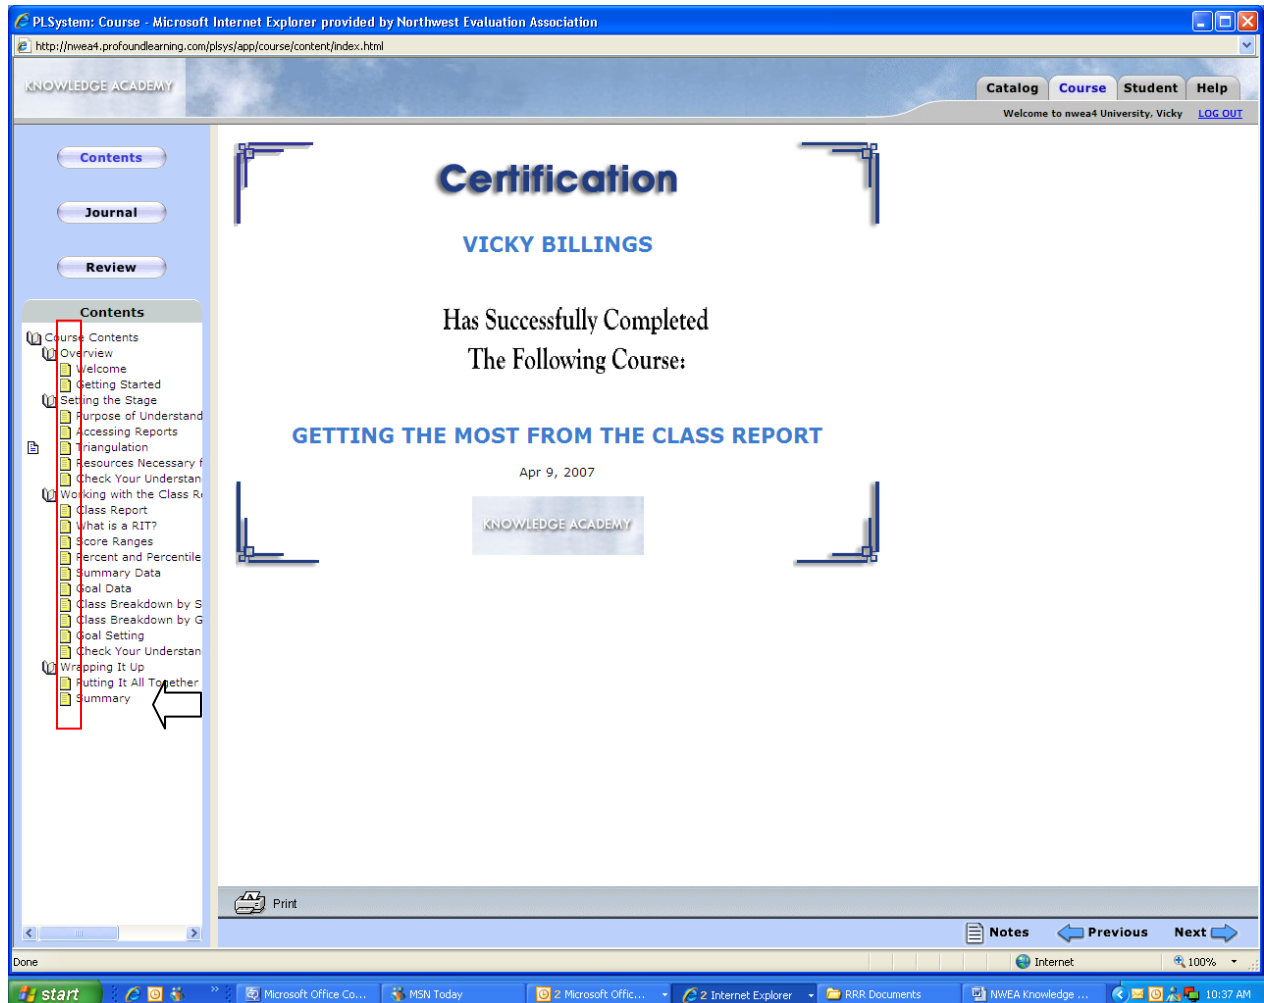 PLSystem: Course - Microsoft Internet Explorer provided by Northwest Evaluation Association
http://nwea4.profoundlearning.com/plsys/app/course/content/index.html
KNOWLEDGE ACADEMY
Catalog Course Student Help
Welcome to nwea4 University, Vicky LOG OUT
Contents
Journal
Review
Contents
Course Contents
Overview
Welcome
Getting Started
Setting the Stage
Purpose of Understand
Accessing Reports
Triangulation
Resources Necessary f
Check Your Understan
Working with the Class Re
Class Report
What is a RIT?
Score Ranges
Percent and Percentile
Summary Data
Goal Data
Class Breakdown by S
Class Breakdown by G
Goal Setting
Check Your Understan
Wrapping It Up
Putting It All Together
Summary
Certification
VICKY BILLINGS
Has Successfully Completed
The Following Course:
GETTING THE MOST FROM THE CLASS REPORT
Apr 9, 2007
KNOWLEDGE ACADEMY
Print
Notes Previous Next
Done Internet 100%
start Microsoft Office Co... MSN Today 2 Microsoft Offic... 2 Internet Explorer RRR Documents NWEA Knowledge ... 10:37 AM